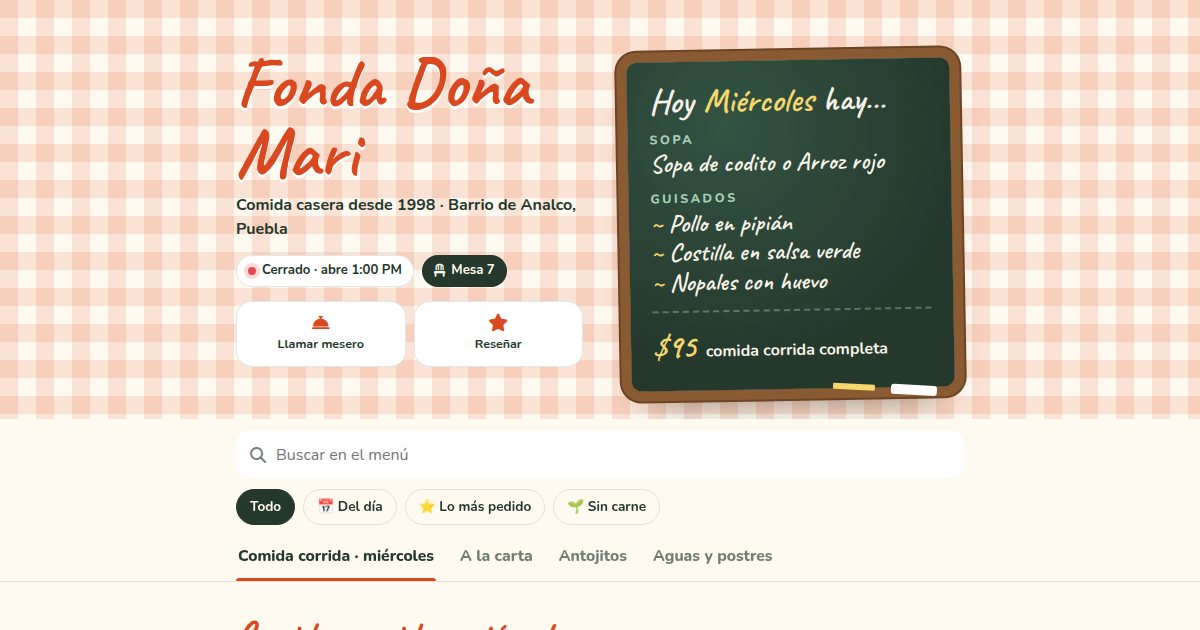 Fonda Doña
Mari
Comida casera desde 1998 · Barrio de Analco,
Puebla
Cerrado · abre 1:00 PM
Mesa 7
Llamar mesero
Reseñar
Hoy Miércoles hay...
SOPA
Sopa de codito o Arroz rojo
GUISADOS
~ Pollo en pipián
~ Costilla en salsa verde
~ Nopales con huevo
$95 comida corrida completa
Buscar en el menú
Todo
Del día
Lo más pedido
Sin carne
Comida corrida · miércoles
A la carta
Antojitos
Aguas y postres